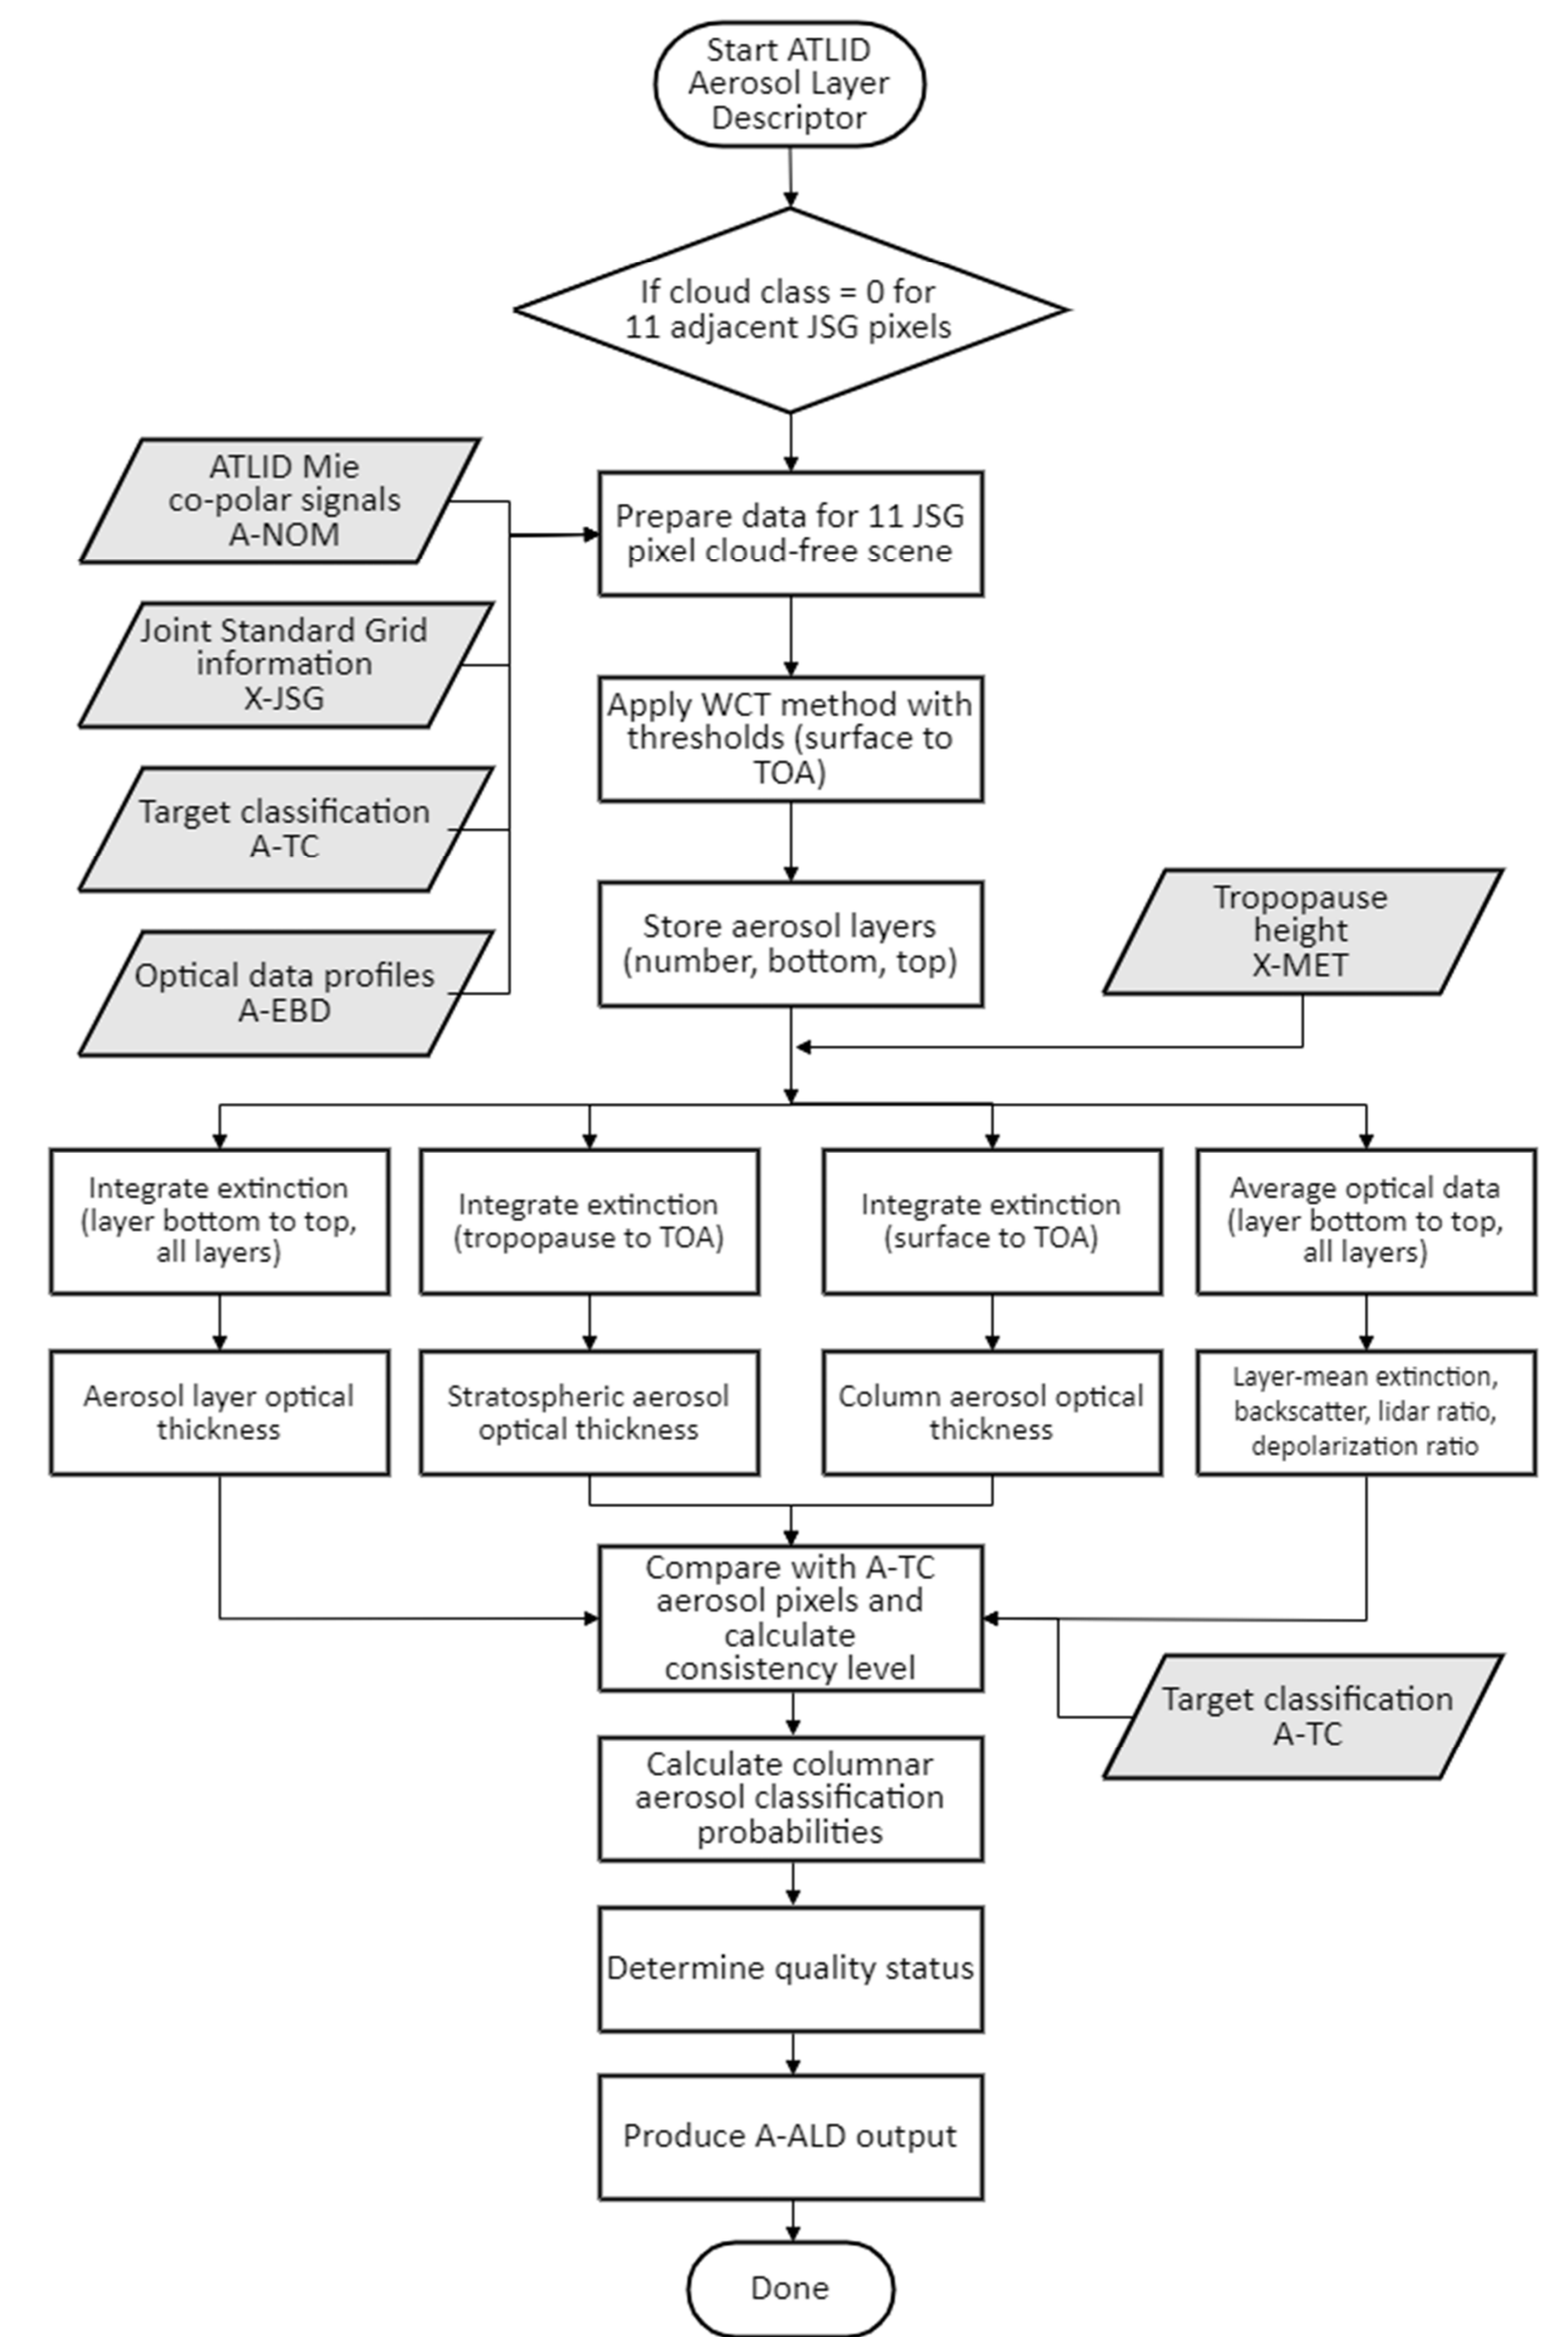 Start ATLID
Aerosol Layer
Descriptor
If cloud class = 0 for
11 adjacent JSG pixels
ATLID Mie
co-polar signals
A-NOM
Prepare data for 11 JSG
pixel cloud-free scene
Joint Standard Grid
information
X-JSG
Apply WCT method with
thresholds (surface to
TOA)
Target classification
A-TC
Store aerosol layers
(number, bottom, top)
Tropopause
height
X-MET
Optical data profiles
A-EBD
Integrate extinction
(layer bottom to top,
all layers)
Integrate extinction
(tropopause to TOA)
Integrate extinction
(surface to TOA)
Average optical data
(layer bottom to top,
all layers)
Aerosol layer optical
thickness
Stratospheric aerosol
optical thickness
Column aerosol optical
thickness
Layer-mean extinction,
backscatter, lidar ratio,
depolarization ratio
Compare with A-TC
aerosol pixels and
calculate
consistency level
Target classification
A-TC
Calculate columnar
aerosol classification
probabilities
Determine quality status
Produce A-ALD output
Done